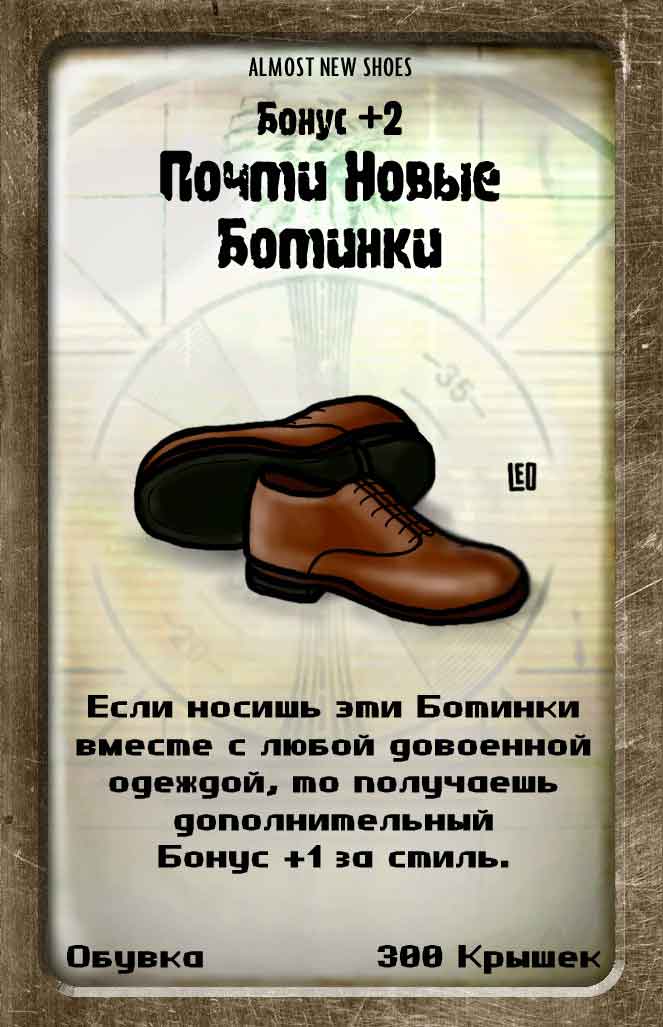 ALMOST NEW SHOES
Бонус +2
Почти Новые
Ботинки
-35-
LEO
-20-
Если носишь эти Ботинки
вместе с любой довоенной
одеждой, то получаешь
дополнительный
Бонус +1 за стиль.
Обувка 300 Крышек